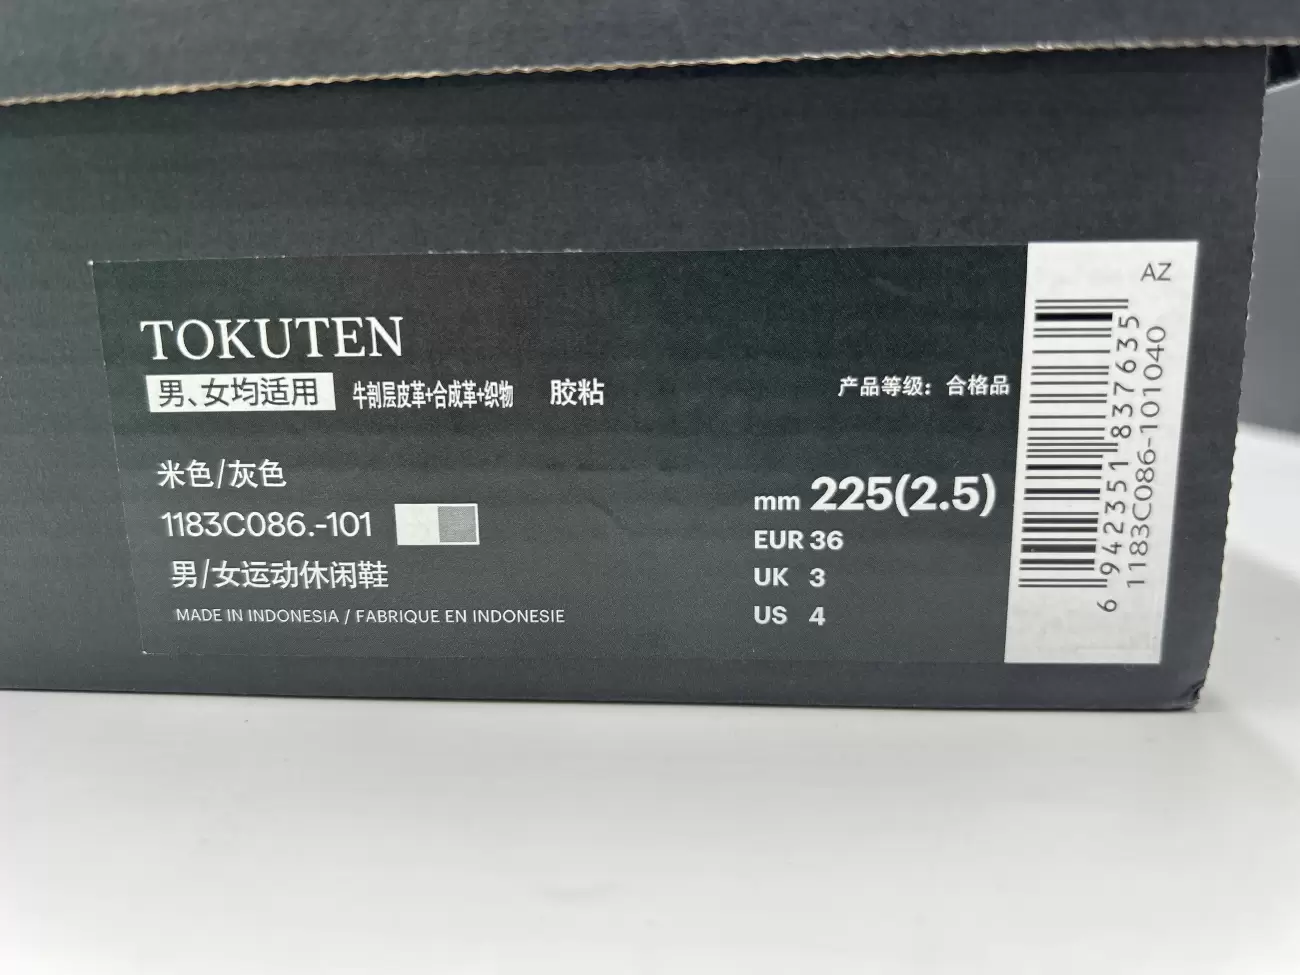 TOKUTEN
男、女均适用 牛剖层皮革+合成革+织物 胶粘
产品等级：合格品
米色/灰色
1183C086.-101
男/女运动休闲鞋
MADE IN INDONESIA / FABRIQUE EN INDONESIE
mm 225(2.5)
EUR 36
UK 3
US 4
AZ
6 942351 837635
1183C086-101040